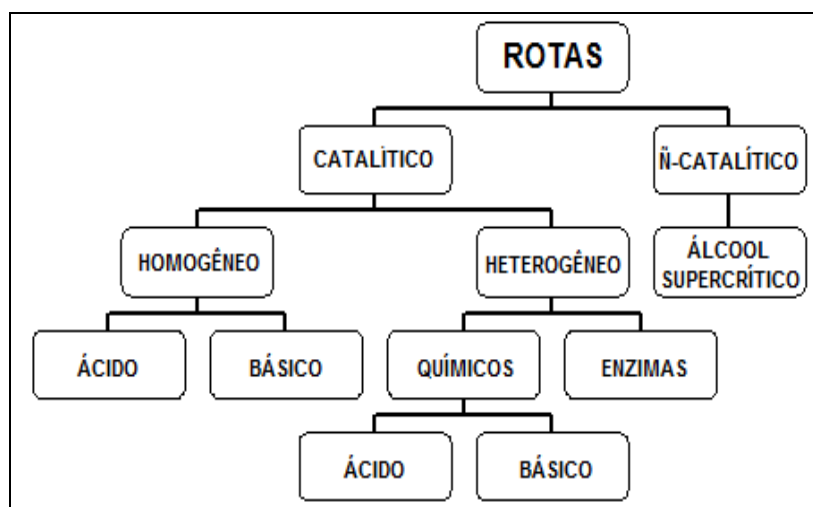 ROTAS
CATALÍTICO
Ñ-CATALÍTICO
HOMOGÊNEO
HETEROGÊNEO
ÁLCOOL
SUPERCRÍTICO
ÁCIDO
BÁSICO
QUÍMICOS
ENZIMAS
ÁCIDO
BÁSICO